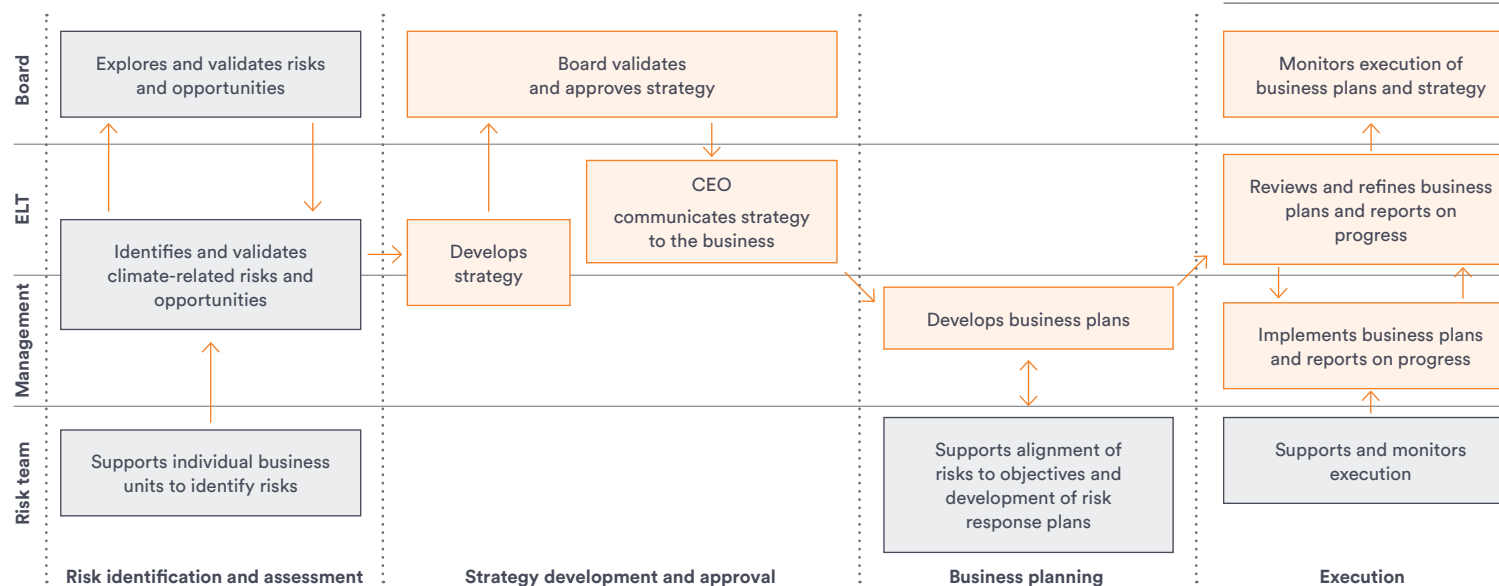 Board
Explores and validates risks
and opportunities
Board validates
and approves strategy
Monitors execution of
business plans and strategy
ELT
CEO
communicates strategy
to the business
Reviews and refines business
plans and reports on
progress
Identifies and validates
climate-related risks and
opportunities
Develops
strategy
Management
Develops business plans
Implements business plans
and reports on progress
Risk team
Supports individual business
units to identify risks
Supports alignment of
risks to objectives and
development of risk
response plans
Supports and monitors
execution
Risk identification and assessment
Strategy development and approval
Business planning
Execution